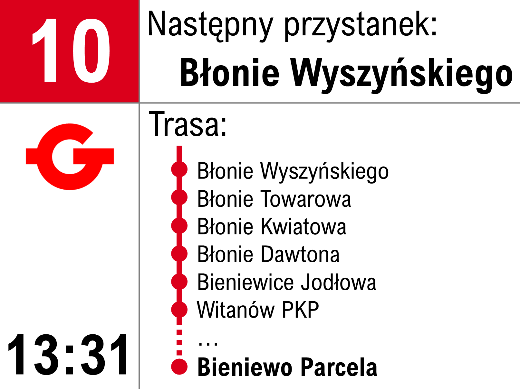 10
Następny przystanek:
Błonie Wyszyńskiego
Trasa:
Błonie Wyszyńskiego
Błonie Towarowa
Błonie Kwiatowa
Błonie Dawtona
Bieniewice Jodłowa
Witanów PKP
...
Bieniewo Parcela
13:31